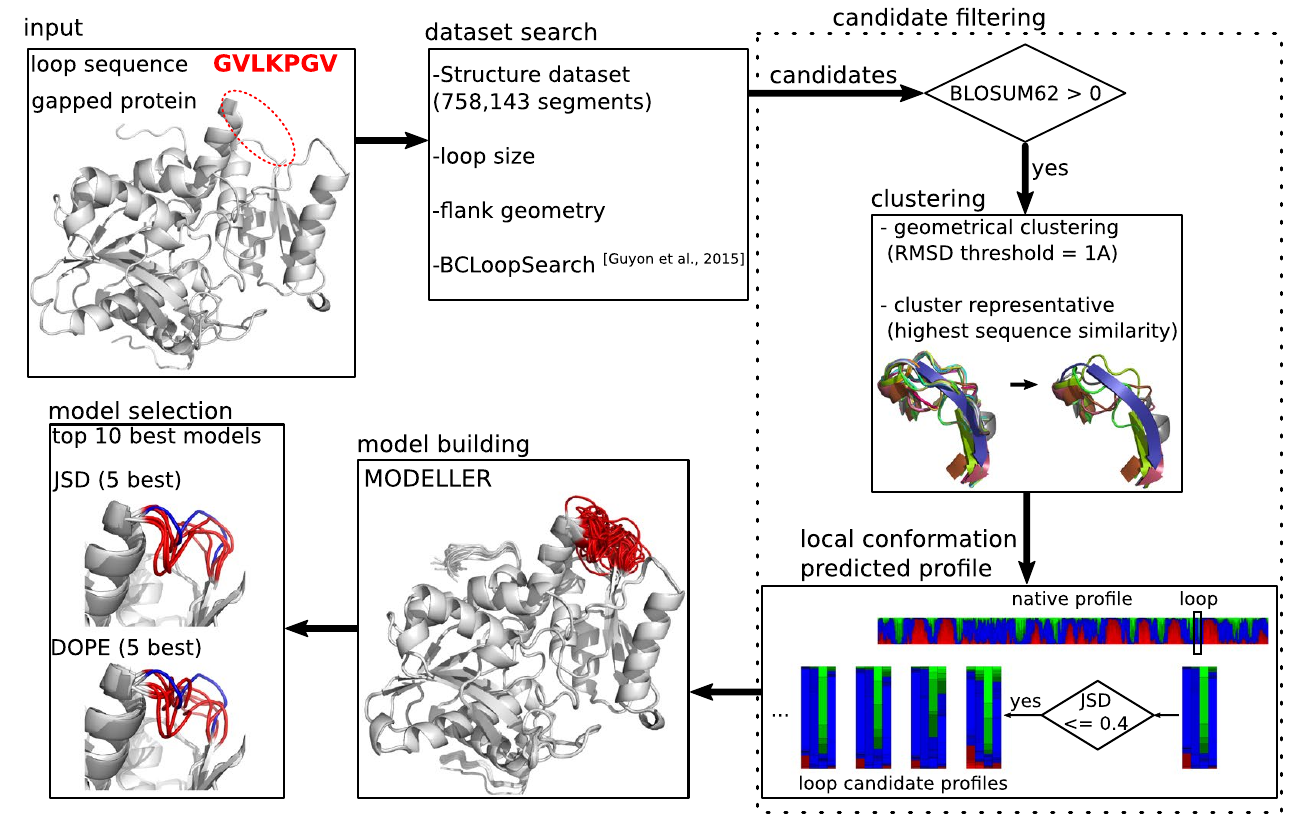 input
loop sequence GVLKPGV
gapped protein
dataset search
-Structure dataset
(758,143 segments)
-loop size
-flank geometry
-BCLoopSearch [Guyon et al., 2015]
candidate filtering
candidates
BLOSUM62 > 0
yes
clustering
- geometrical clustering
(RMSD threshold = 1A)
- cluster representative
(highest sequence similarity)
local conformation
predicted profile
native profile
loop
JSD
<= 0.4
yes
...
loop candidate profiles
model building
MODELLER
model selection
top 10 best models
JSD (5 best)
DOPE (5 best)